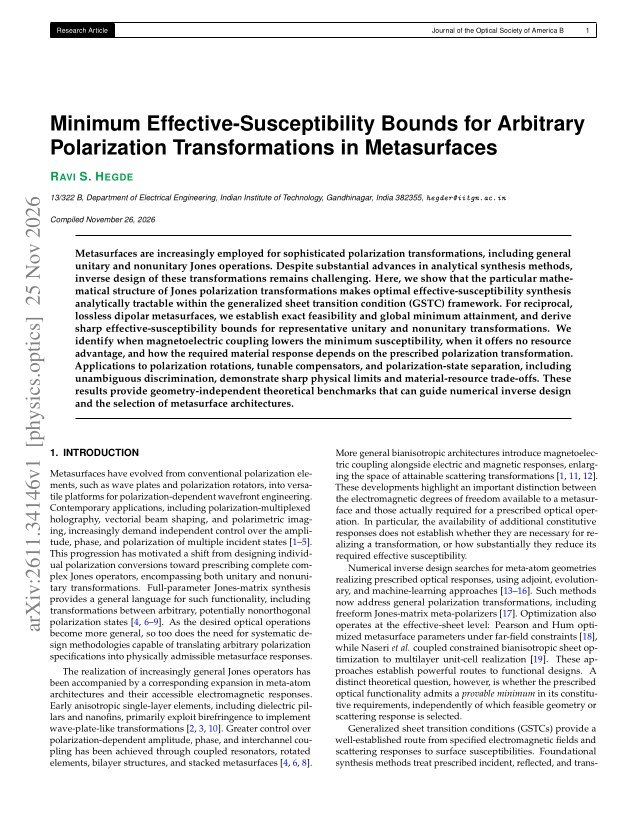 Research Article
Journal of the Optical Society of America B 1
Minimum Effective-Susceptibility Bounds for Arbitrary
Polarization Transformations in Metasurfaces
RAVI S. HEGDE
13/322 B, Department of Electrical Engineering, Indian Institute of Technology, Gandhinagar, India 382355, hegder@iitgn.ac.in
Compiled November 26, 2026
Metasurfaces are increasingly employed for sophisticated polarization transformations, including general
unitary and nonunitary Jones operations. Despite substantial advances in analytical synthesis methods,
inverse design of these transformations remains challenging. Here, we show that the particular mathe-
matical structure of Jones polarization transformations makes optimal effective-susceptibility synthesis
analytically tractable within the generalized sheet transition condition (GSTC) framework. For reciprocal,
lossless dipolar metasurfaces, we establish exact feasibility and global minimum attainment, and derive
sharp effective-susceptibility bounds for representative unitary and nonunitary transformations. We
identify when magnetoelectric coupling lowers the minimum susceptibility, when it offers no resource
advantage, and how the required material response depends on the prescribed polarization transformation.
Applications to polarization rotations, tunable compensators, and polarization-state separation, including
unambiguous discrimination, demonstrate sharp physical limits and material-resource trade-offs. These
results provide geometry-independent theoretical benchmarks that can guide numerical inverse design
and the selection of metasurface architectures.
arXiv:2611.34146v1 [physics.optics] 25 Nov 2026
1. INTRODUCTION
Metasurfaces have evolved from conventional polarization ele-
ments, such as wave plates and polarization rotators, into versa-
tile platforms for polarization-dependent wavefront engineering.
Contemporary applications, including polarization-multiplexed
holography, vectorial beam shaping, and polarimetric imag-
ing, increasingly demand independent control over the ampli-
tude, phase, and polarization of multiple incident states [1–5].
This progression has motivated a shift from designing individ-
ual polarization conversions toward prescribing complete com-
plex Jones operators, encompassing both unitary and nonuni-
tary transformations. Full-parameter Jones-matrix synthesis
provides a general language for such functionality, including
transformations between arbitrary, potentially nonorthogonal
polarization states [4, 6–9]. As the desired optical operations
become more general, so too does the need for systematic de-
sign methodologies capable of translating arbitrary polarization
specifications into physically admissible metasurface responses.
The realization of increasingly general Jones operators has
been accompanied by a corresponding expansion in meta-atom
architectures and their accessible electromagnetic responses.
Early anisotropic single-layer elements, including dielectric pil-
lars and nanofins, primarily exploit birefringence to implement
wave-plate-like transformations [2, 3, 10]. Greater control over
polarization-dependent amplitude, phase, and interchannel cou-
pling has been achieved through coupled resonators, rotated
elements, bilayer structures, and stacked metasurfaces [4, 6, 8].
More general bianisotropic architectures introduce magnetoelec-
tric coupling alongside electric and magnetic responses, enlarg-
ing the space of attainable scattering transformations [1, 11, 12].
These developments highlight an important distinction between
the electromagnetic degrees of freedom available to a metasur-
face and those actually required for a prescribed optical oper-
ation. In particular, the availability of additional constitutive
responses does not establish whether they are necessary for re-
alizing a transformation, or how substantially they reduce its
required effective susceptibility.
Numerical inverse design searches for meta-atom geometries
realizing prescribed optical responses, using adjoint, evolution-
ary, and machine-learning approaches [13–16]. Such methods
now address general polarization transformations, including
freeform Jones-matrix meta-polarizers [17]. Optimization also
operates at the effective-sheet level: Pearson and Hum opti-
mized metasurface parameters under far-field constraints [18],
while Naseri et al. coupled constrained bianisotropic sheet op-
timization to multilayer unit-cell realization [19]. These ap-
proaches establish powerful routes to functional designs. A
distinct theoretical question, however, is whether the prescribed
optical functionality admits a provable minimum in its constitu-
tive requirements, independently of which feasible geometry or
scattering response is selected.
Generalized sheet transition conditions (GSTCs) provide a
well-established route from specified electromagnetic fields and
scattering responses to surface susceptibilities. Foundational
synthesis methods treat prescribed incident, reflected, and trans-